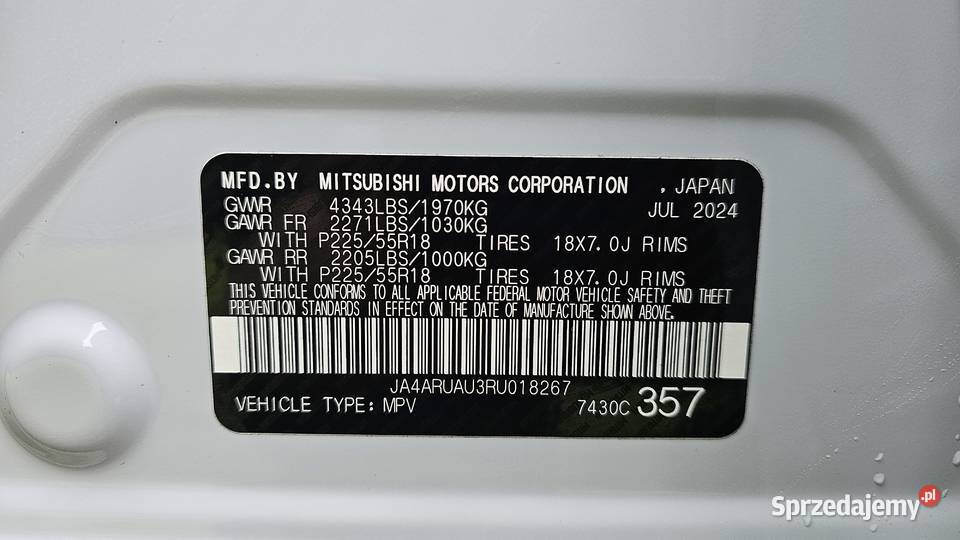 MFD.BY MITSUBISHI MOTORS CORPORATION , JAPAN
GVWR 4343LBS/1970KG JUL 2024
GAWR FR 2271LBS/1030KG
WITH P225/55R18 TIRES 18X7.0J RIMS
GAWR RR 2205LBS/1000KG
WITH P225/55R18 TIRES 18X7.0J RIMS
THIS VEHICLE CONFORMS TO ALL APPLICABLE FEDERAL MOTOR VEHICLE SAFETY AND THEFT
PREVENTION STANDARDS IN EFFECT ON THE DATE OF MANUFACTURE SHOWN ABOVE.
JA4ARUAU3RU018267
VEHICLE TYPE: MPV 7430C 357
Sprzedajemy.pl